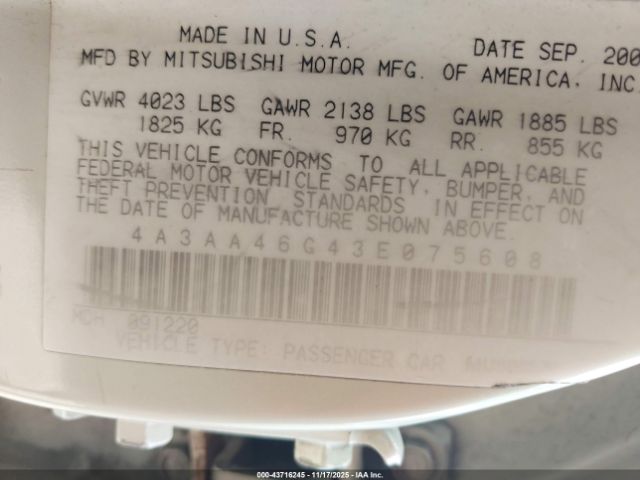 MADE IN U.S.A. DATE SEP. 200
MFD BY MITSUBISHI MOTOR MFG. OF AMERICA, INC.
GVWR 4023 LBS GAWR 2138 LBS GAWR 1885 LBS
1825 KG FR. 970 KG RR. 855 KG
THIS VEHICLE CONFORMS TO ALL APPLICABLE
FEDERAL MOTOR VEHICLE SAFETY, BUMPER, AND
THEFT PREVENTION STANDARDS IN EFFECT ON
THE DATE OF MANUFACTURE SHOWN ABOVE.
4A3AA46G43E075608
MDH 091220
VEHICLE TYPE: PASSENGER CAR
000-43716245 - 11/17/2025 - IAA Inc.